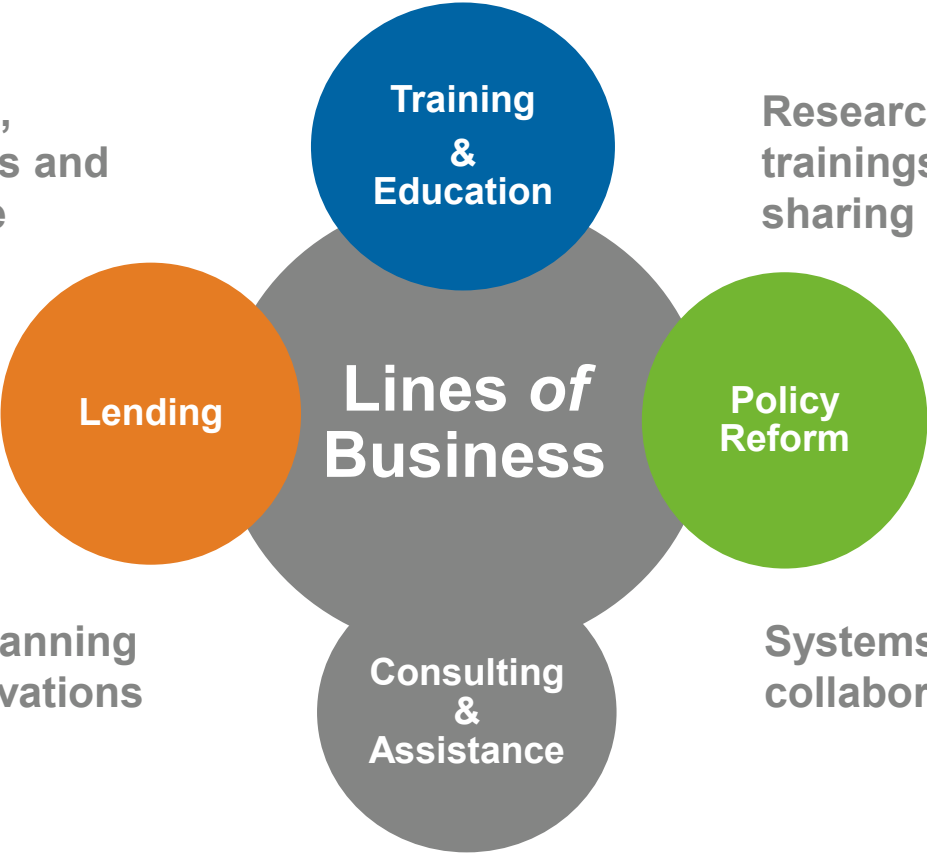 Training
&
Education
,
s and
e
Researc
trainings
sharing
Lending
Lines of
Business
Policy
Reform
anning
vations
Systems
collabor
Consulting
&
Assistance